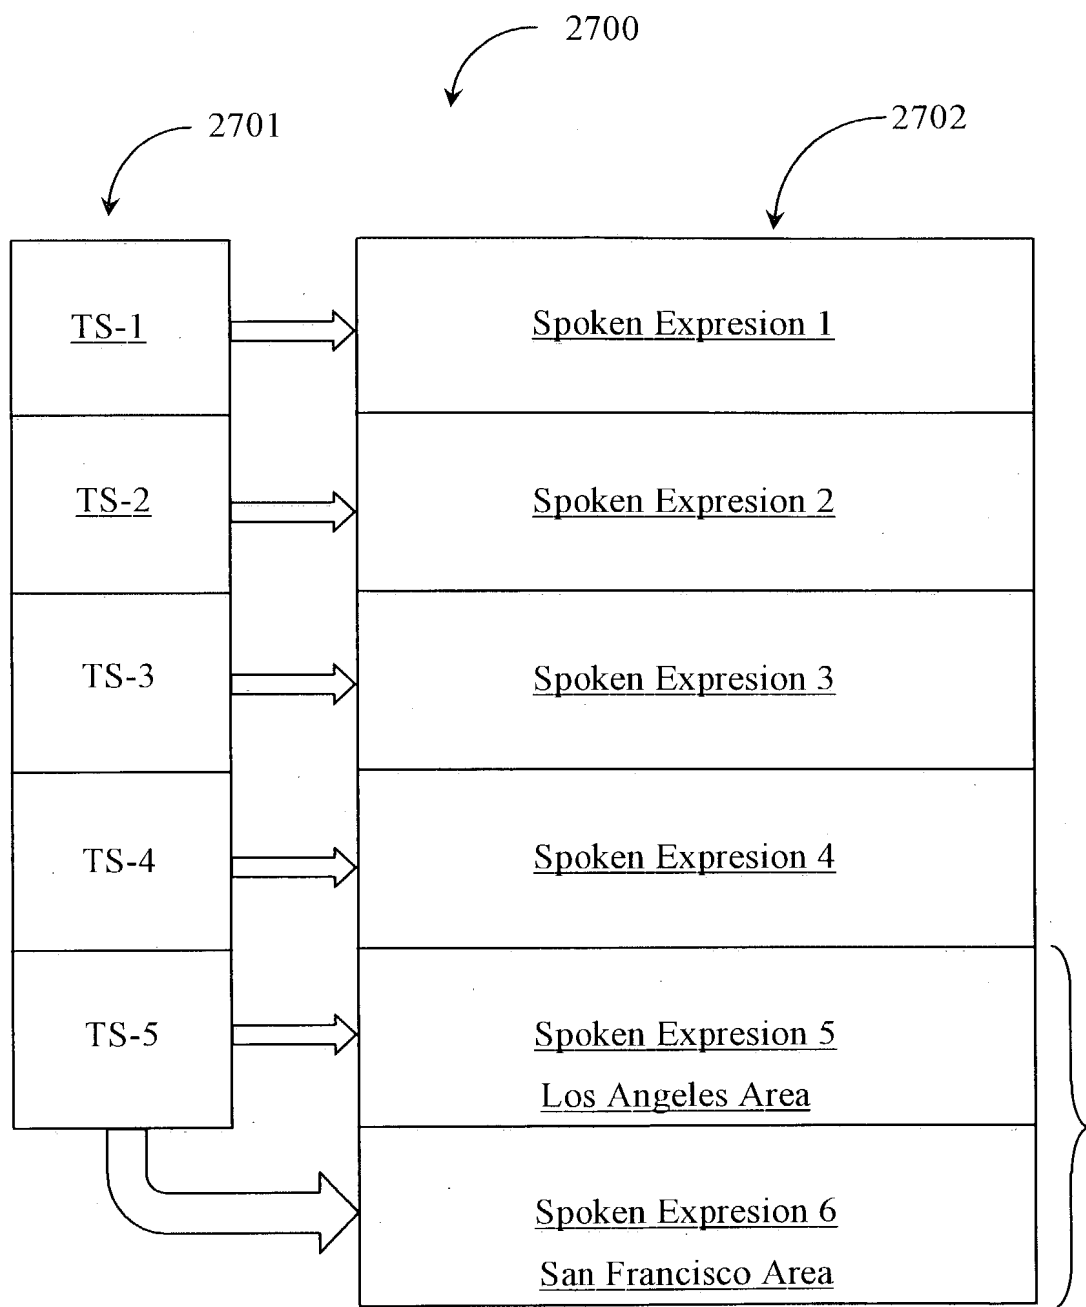 2700
2701
2702
TS-1
Spoken Expresion 1
TS-2
Spoken Expresion 2
TS-3
Spoken Expresion 3
TS-4
Spoken Expresion 4
TS-5
Spoken Expresion 5
Los Angeles Area
Spoken Expresion 6
San Francisco Area